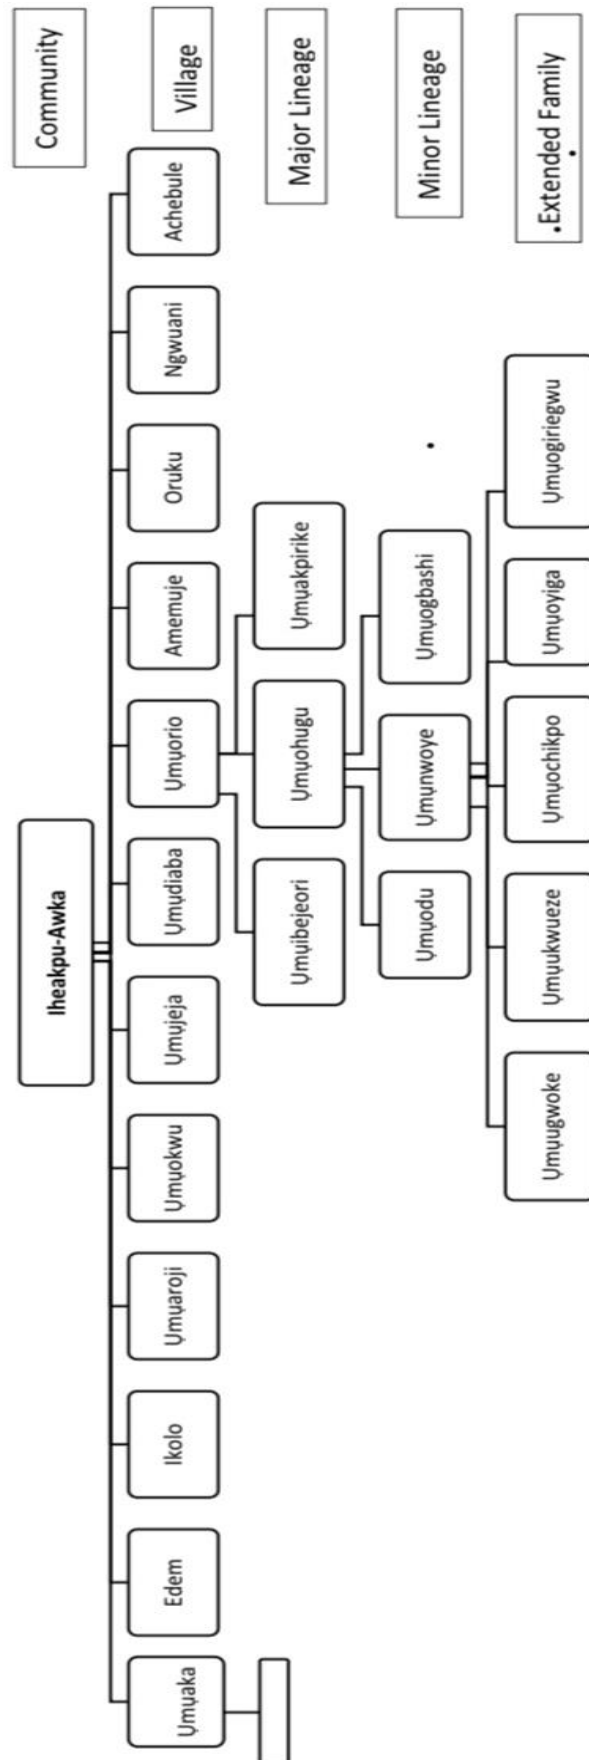 Iheakpu-Awka
Community
Ụmụaka
Edem
Ikolo
Ụmụaroji
Ụmụokwu
Ụmụjeja
Ụmụdiaba
Ụmụorio
Amemuje
Oruku
Ngwuani
Achebule
Village
Ụmụibejeori
Ụmụohugu
Ụmụakpirike
Major Lineage
Ụmụodu
Ụmụnwoye
Ụmụogbashi
Minor Lineage
Ụmụugwoke
Ụmụukwueze
Ụmụochikpo
Ụmụoyiga
Ụmụogiriegwu
Extended Family